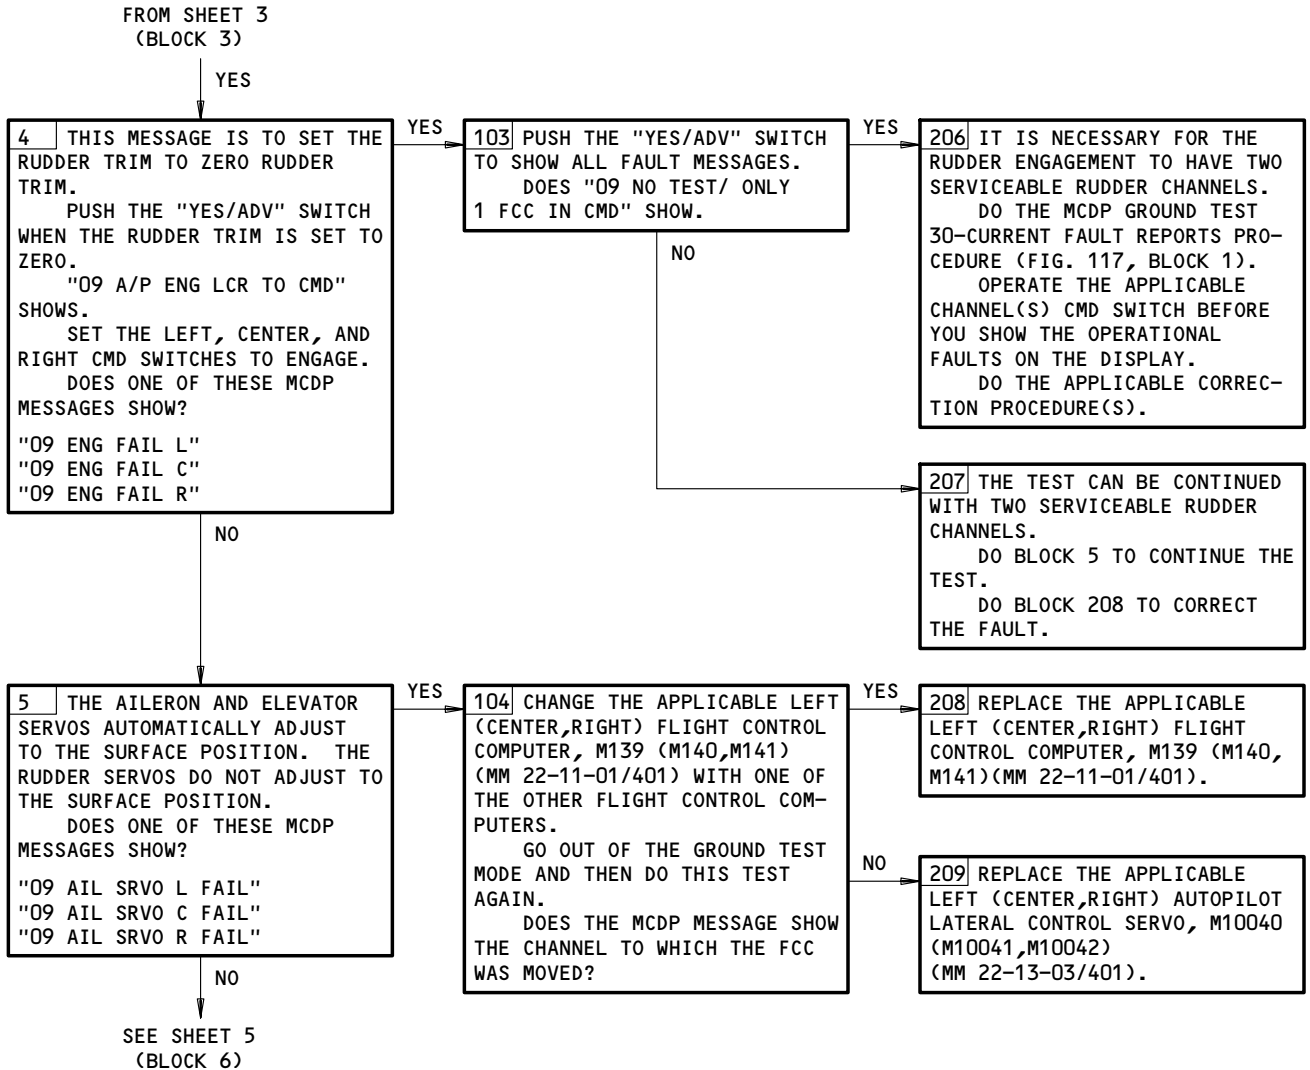 FROM SHEET 3
(BLOCK 3)
YES
4 THIS MESSAGE IS TO SET THE
RUDDER TRIM TO ZERO RUDDER
TRIM.
PUSH THE "YES/ADV" SWITCH
WHEN THE RUDDER TRIM IS SET TO
ZERO.
"09 A/P ENG LCR TO CMD"
SHOWS.
SET THE LEFT, CENTER, AND
RIGHT CMD SWITCHES TO ENGAGE.
DOES ONE OF THESE MCDP
MESSAGES SHOW?
"09 ENG FAIL L"
"09 ENG FAIL C"
"09 ENG FAIL R"
YES
103 PUSH THE "YES/ADV" SWITCH
TO SHOW ALL FAULT MESSAGES.
DOES "09 NO TEST/ ONLY
1 FCC IN CMD" SHOW.
YES
206 IT IS NECESSARY FOR THE
RUDDER ENGAGEMENT TO HAVE TWO
SERVICEABLE RUDDER CHANNELS.
DO THE MCDP GROUND TEST
30-CURRENT FAULT REPORTS PRO-
CEDURE (FIG. 117, BLOCK 1).
OPERATE THE APPLICABLE
CHANNEL(S) CMD SWITCH BEFORE
YOU SHOW THE OPERATIONAL
FAULTS ON THE DISPLAY.
DO THE APPLICABLE CORREC-
TION PROCEDURE(S).
NO
207 THE TEST CAN BE CONTINUED
WITH TWO SERVICEABLE RUDDER
CHANNELS.
DO BLOCK 5 TO CONTINUE THE
TEST.
DO BLOCK 208 TO CORRECT
THE FAULT.
NO
5 THE AILERON AND ELEVATOR
SERVOS AUTOMATICALLY ADJUST
TO THE SURFACE POSITION. THE
RUDDER SERVOS DO NOT ADJUST TO
THE SURFACE POSITION.
DOES ONE OF THESE MCDP
MESSAGES SHOW?
"09 AIL SRVO L FAIL"
"09 AIL SRVO C FAIL"
"09 AIL SRVO R FAIL"
YES
104 CHANGE THE APPLICABLE LEFT
(CENTER,RIGHT) FLIGHT CONTROL
COMPUTER, M139 (M140,M141)
(MM 22-11-01/401) WITH ONE OF
THE OTHER FLIGHT CONTROL COM-
PUTERS.
GO OUT OF THE GROUND TEST
MODE AND THEN DO THIS TEST
AGAIN.
DOES THE MCDP MESSAGE SHOW
THE CHANNEL TO WHICH THE FCC
WAS MOVED?
YES
208 REPLACE THE APPLICABLE
LEFT (CENTER,RIGHT) FLIGHT
CONTROL COMPUTER, M139 (M140,
M141)(MM 22-11-01/401).
NO
209 REPLACE THE APPLICABLE
LEFT (CENTER,RIGHT) AUTOPILOT
LATERAL CONTROL SERVO, M10040
(M10041,M10042)
(MM 22-13-03/401).
NO
SEE SHEET 5
(BLOCK 6)